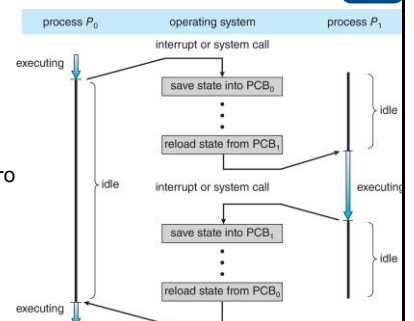 process P₀ operating system process P₁
interrupt or system call
executing
save state into PCB₀
idle
reload state from PCB₁
ro
idle
interrupt or system call
executing
save state into PCB₁
idle
reload state from PCB₀
executing